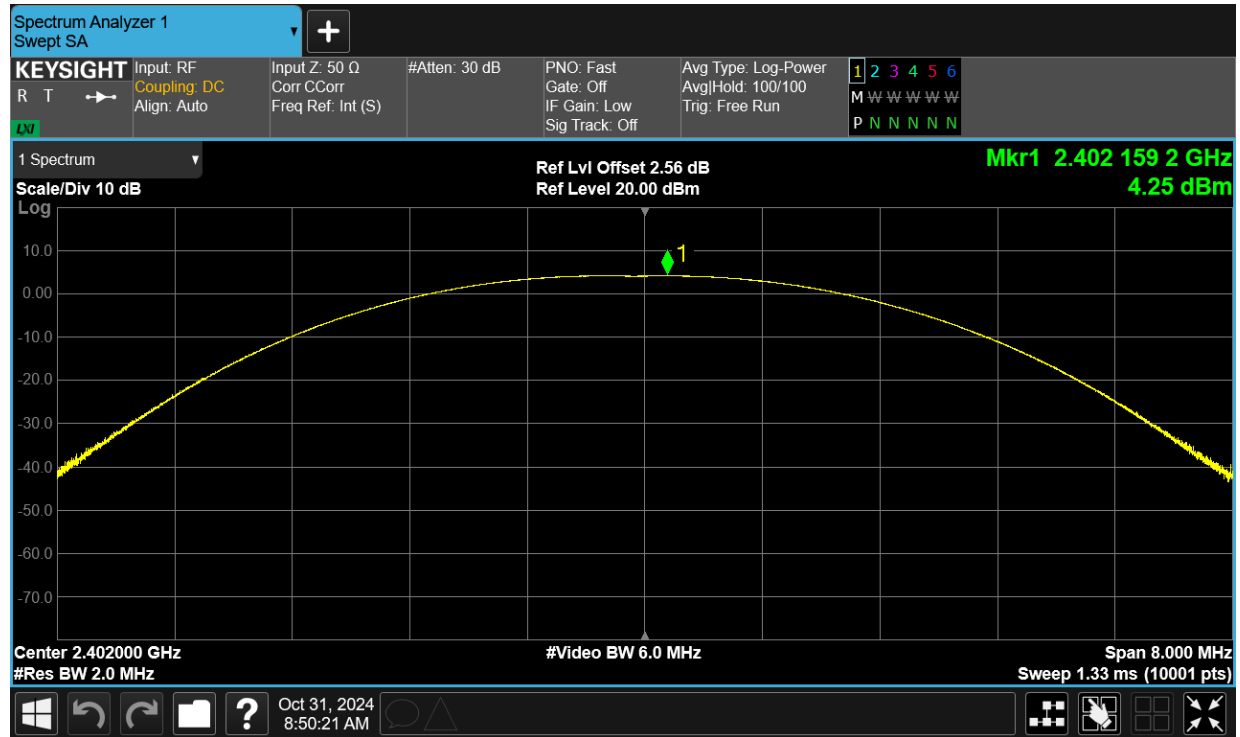 Spectrum Analyzer 1
Swept SA
+
KEYSIGHT
R T
LXI
Input: RF
Coupling: DC
Align: Auto
Input Z: 50 Ω
Corr CCorr
Freq Ref: Int (S)
#Atten: 30 dB
PNO: Fast
Gate: Off
IF Gain: Low
Sig Track: Off
Avg Type: Log-Power
Avg|Hold: 100/100
Trig: Free Run
1 2 3 4 5 6
M W W W W W
P N N N N N
1 Spectrum
Scale/Div 10 dB
Log
Ref Lvl Offset 2.56 dB
Ref Level 20.00 dBm
Mkr1 2.402 159 2 GHz
4.25 dBm
1
10.0
0.00
-10.0
-20.0
-30.0
-40.0
-50.0
-60.0
-70.0
Center 2.402000 GHz
#Res BW 2.0 MHz
#Video BW 6.0 MHz
Span 8.000 MHz
Sweep 1.33 ms (10001 pts)
?
Oct 31, 2024
8:50:21 AM